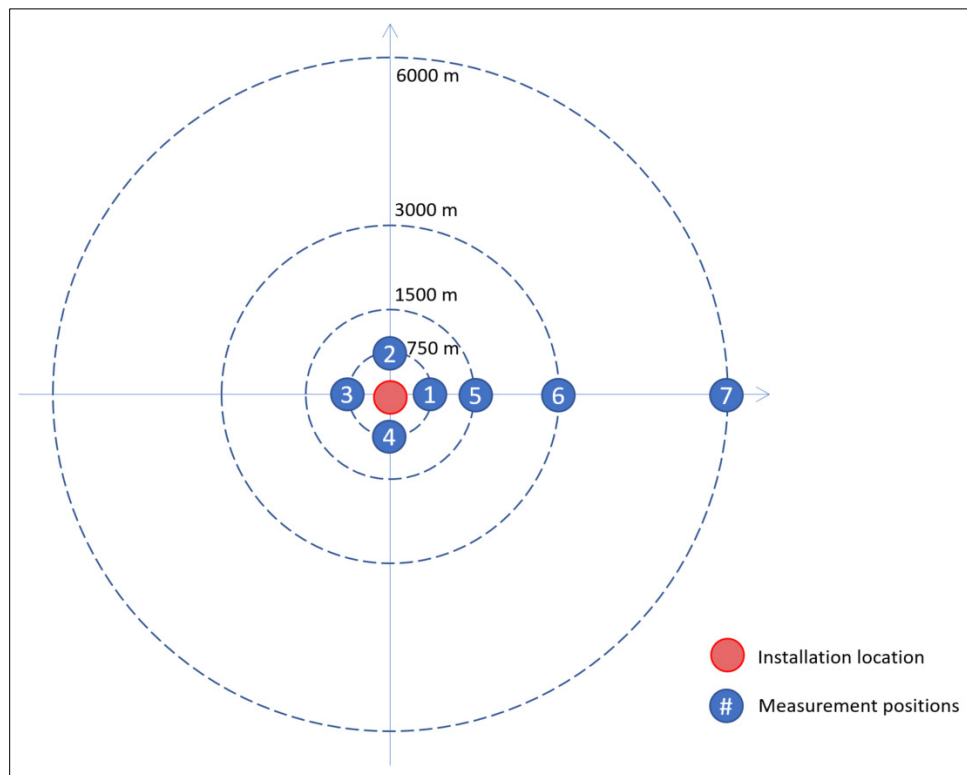 6000 m
3000 m
1500 m
750 m
2
3
1
5
6
7
4
Installation location
# Measurement positions